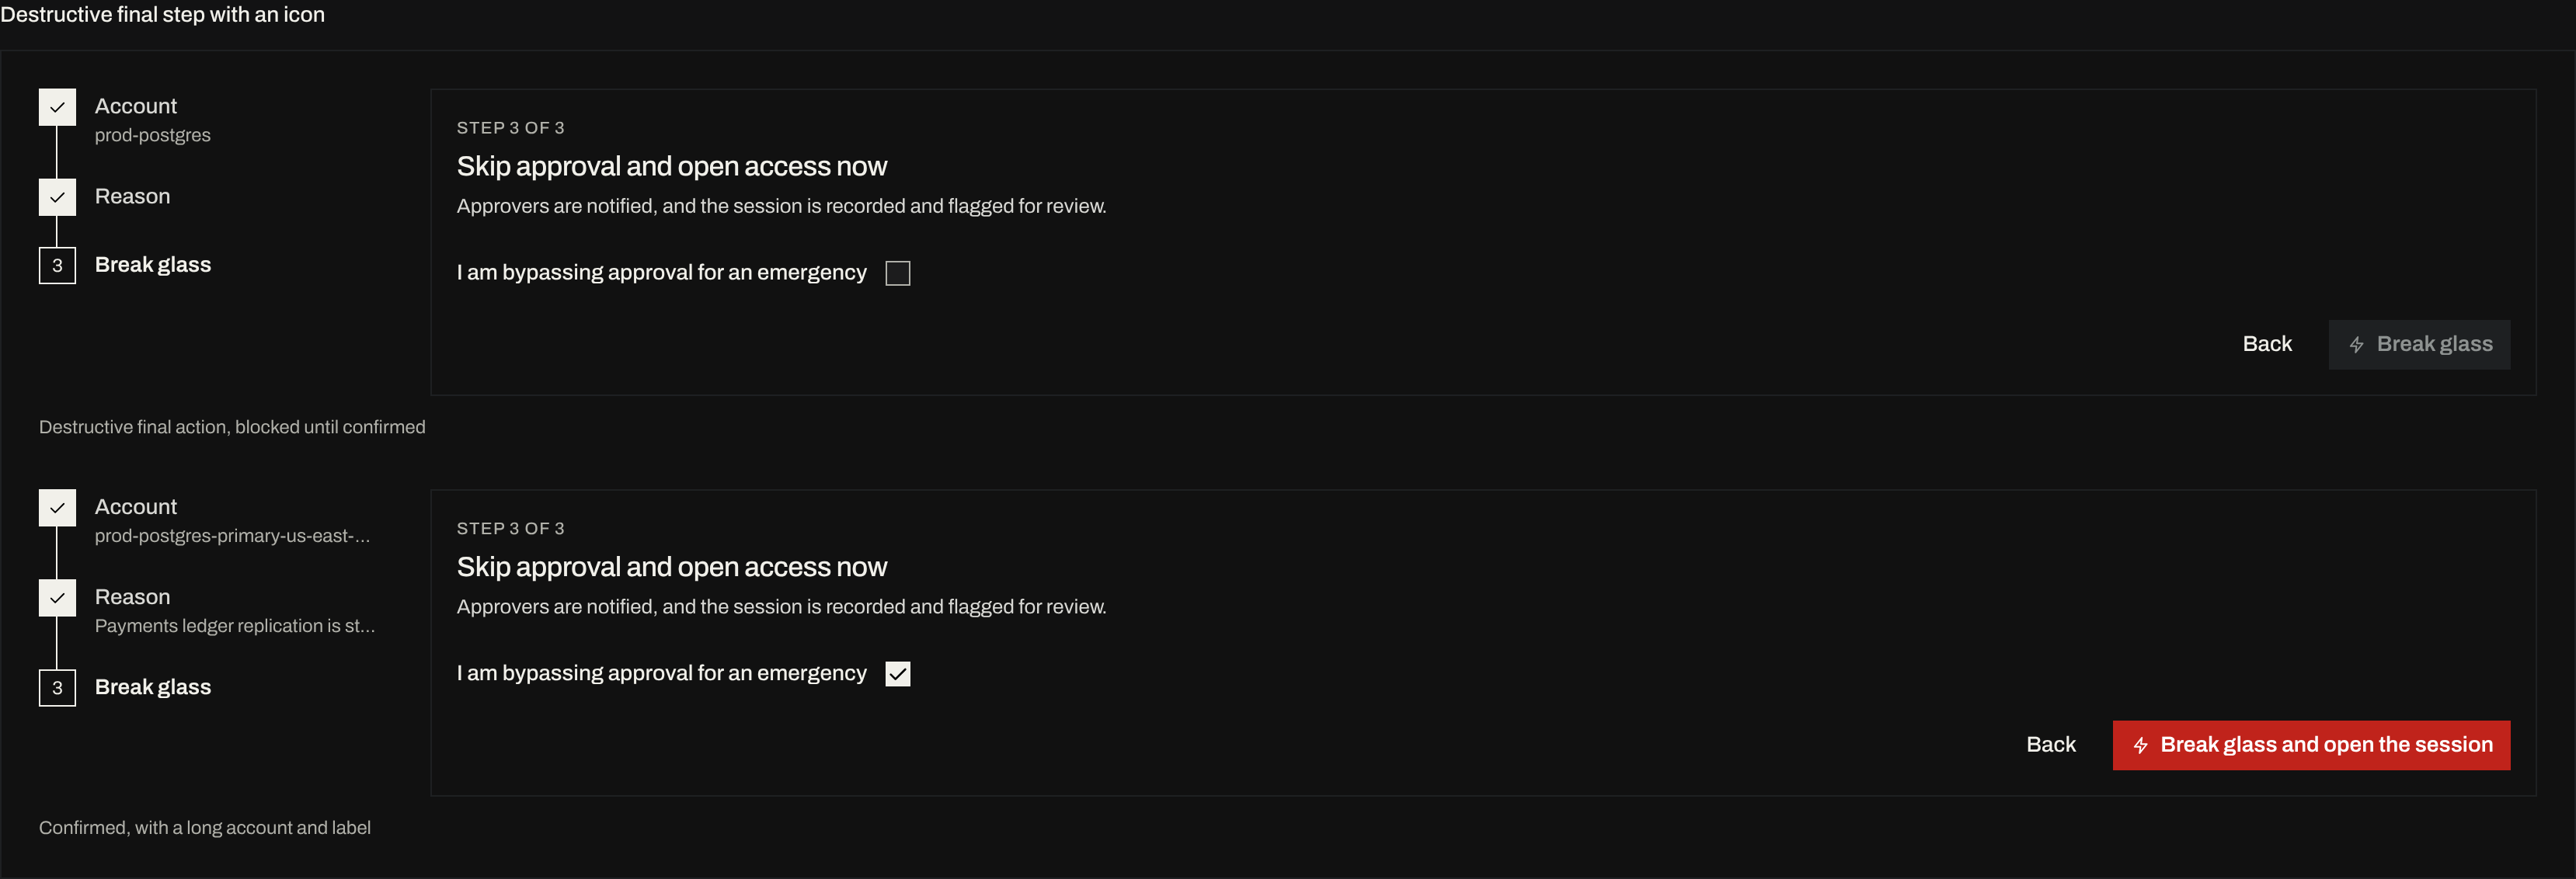 Destructive final step with an icon
Account
prod-postgres
Reason
3
Break glass
STEP 3 OF 3
Skip approval and open access now
Approvers are notified, and the session is recorded and flagged for review.
I am bypassing approval for an emergency
Back
Break glass
Destructive final action, blocked until confirmed
Account
prod-postgres-primary-us-east-...
Reason
Payments ledger replication is st...
3
Break glass
STEP 3 OF 3
Skip approval and open access now
Approvers are notified, and the session is recorded and flagged for review.
I am bypassing approval for an emergency
Back
Break glass and open the session
Confirmed, with a long account and label